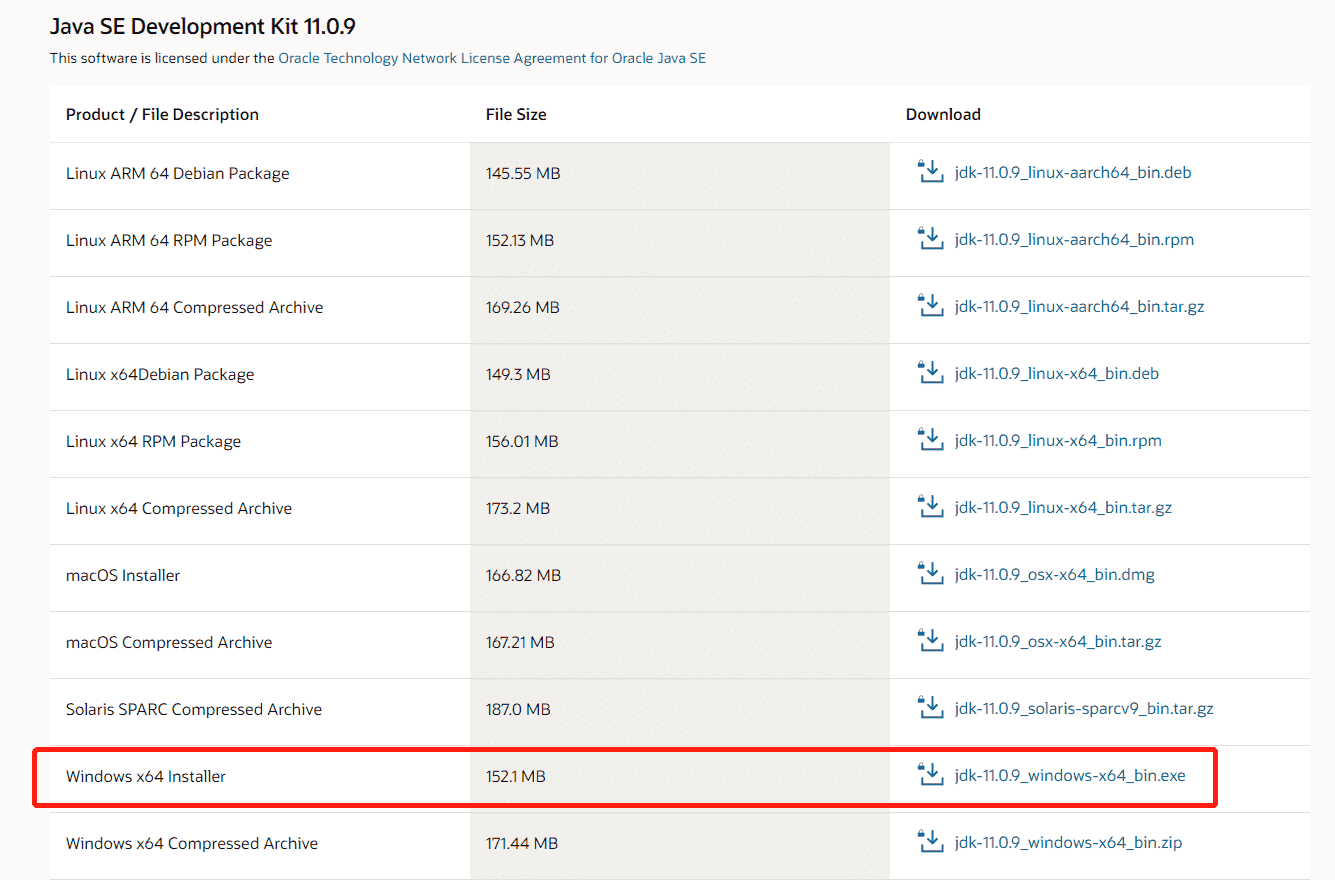 Java SE Development Kit 11.0.9
This software is licensed under the Oracle Technology Network License Agreement for Oracle Java SE
Product / File Description File Size Download
Linux ARM 64 Debian Package 145.55 MB jdk-11.0.9_linux-aarch64_bin.deb
Linux ARM 64 RPM Package 152.13 MB jdk-11.0.9_linux-aarch64_bin.rpm
Linux ARM 64 Compressed Archive 169.26 MB jdk-11.0.9_linux-aarch64_bin.tar.gz
Linux x64Debian Package 149.3 MB jdk-11.0.9_linux-x64_bin.deb
Linux x64 RPM Package 156.01 MB jdk-11.0.9_linux-x64_bin.rpm
Linux x64 Compressed Archive 173.2 MB jdk-11.0.9_linux-x64_bin.tar.gz
macOS Installer 166.82 MB jdk-11.0.9_osx-x64_bin.dmg
macOS Compressed Archive 167.21 MB jdk-11.0.9_osx-x64_bin.tar.gz
Solaris SPARC Compressed Archive 187.0 MB jdk-11.0.9_solaris-sparcv9_bin.tar.gz
Windows x64 Installer 152.1 MB jdk-11.0.9_windows-x64_bin.exe
Windows x64 Compressed Archive 171.44 MB jdk-11.0.9_windows-x64_bin.zip